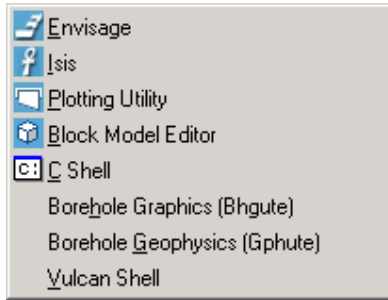 Envisage
Isis
Plotting Utility
Block Model Editor
C:
C Shell
Borehole Graphics (Bhgute)
Borehole Geophysics (Gphute)
Vulcan Shell